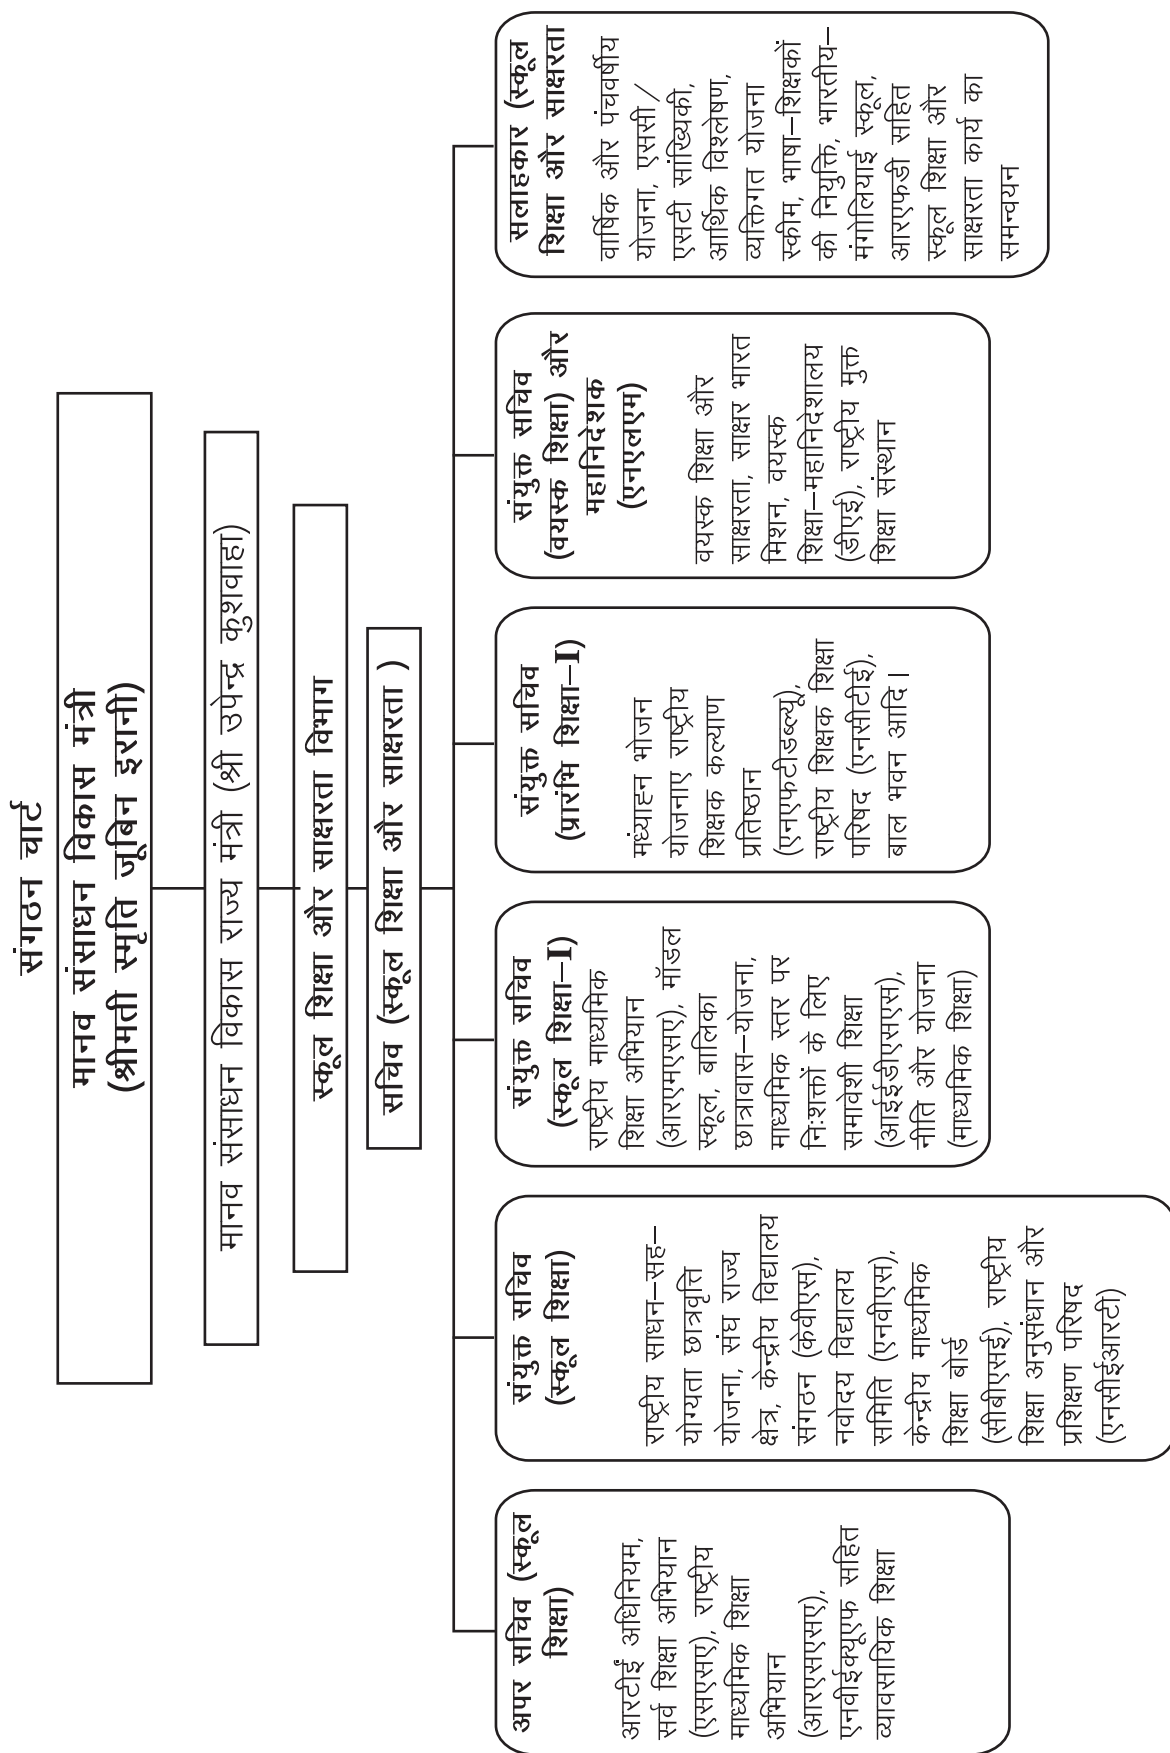 संगठन चार्ट
मानव संसाधन विकास मंत्री
(श्रीमती स्मृति जुबिन इरानी)
मानव संसाधन विकास राज्य मंत्री (श्री उपेन्द्र कुशवाहा)
स्कूल शिक्षा और साक्षरता विभाग
सचिव (स्कूल शिक्षा और साक्षरता )
अपर सचिव (स्कूल
शिक्षा)
आरटीई अधिनियम,
सर्व शिक्षा अभियान
(एसएसए), राष्ट्रीय
माध्यमिक शिक्षा
अभियान
(आरएसएसए),
एनवीईक्यूएफ सहित
व्यावसायिक शिक्षा
संयुक्त सचिव
(स्कूल शिक्षा)
राष्ट्रीय साधन–सह–
योग्यता छात्रवृत्ति
योजना, संघ राज्य
क्षेत्र, केन्द्रीय विद्यालय
संगठन (केवीएस),
नवोदय विद्यालय
समिति (एनवीएस),
केन्द्रीय माध्यमिक
शिक्षा बोर्ड
(सीबीएसई), राष्ट्रीय
शिक्षा अनुसंधान और
प्रशिक्षण परिषद
(एनसीईआरटी)
संयुक्त सचिव
(स्कूल शिक्षा–I)
राष्ट्रीय माध्यमिक
शिक्षा अभियान
(आरएमएसए), मॉडल
स्कूल, बालिका
छात्रावास–योजना,
माध्यमिक स्तर पर
नि:शक्तों के लिए
समावेशी शिक्षा
(आईईडीएसएस),
नीति और योजना
(माध्यमिक शिक्षा)
संयुक्त सचिव
(प्रारंभि शिक्षा–I)
मध्याहन भोजन
योजनाए राष्ट्रीय
शिक्षक कल्याण
प्रतिष्ठान
(एनएफटीडब्ल्यू),
राष्ट्रीय शिक्षक शिक्षा
परिषद (एनसीटीई),
बाल भवन आदि।
संयुक्त सचिव
(वयस्क शिक्षा) और
महानिदेशक
(एनएलएम)
वयस्क शिक्षा और
साक्षरता, साक्षर भारत
मिशन, वयस्क
शिक्षा–महानिदेशालय
(डीएई), राष्ट्रीय मुक्त
शिक्षा संस्थान
सलाहकार (स्कूल
शिक्षा और साक्षरता
वार्षिक और पंचवर्षीय
योजना, एससी /
एसटी सांख्यिकी,
आर्थिक विश्लेषण,
व्यक्तिगत योजना
स्कीम, भाषा–शिक्षकों
की नियुक्ति, भारतीय–
मंगोलियाई स्कूल,
आरएफडी सहित
स्कूल शिक्षा और
साक्षरता कार्य का
समन्वयन